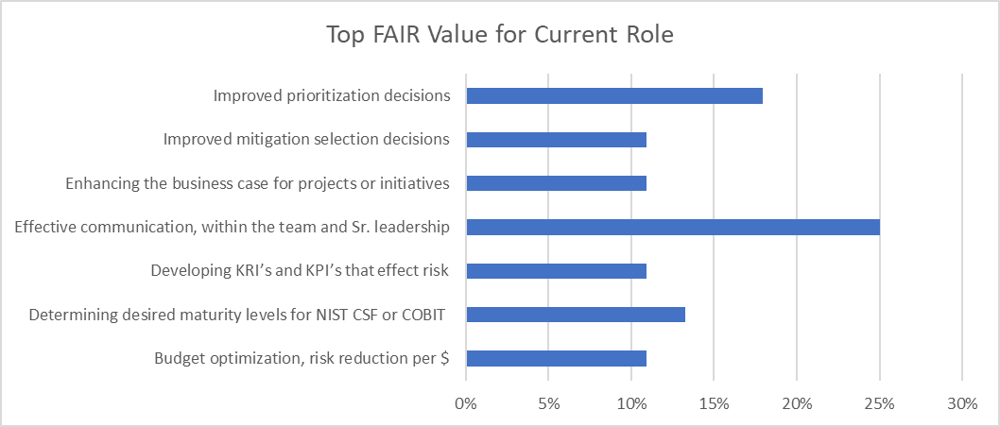 Top FAIR Value for Current Role
Improved prioritization decisions
Improved mitigation selection decisions
Enhancing the business case for projects or initiatives
Effective communication, within the team and Sr. leadership
Developing KRI’s and KPI’s that effect risk
Determining desired maturity levels for NIST CSF or COBIT
Budget optimization, risk reduction per $
0% 5% 10% 15% 20% 25% 30%